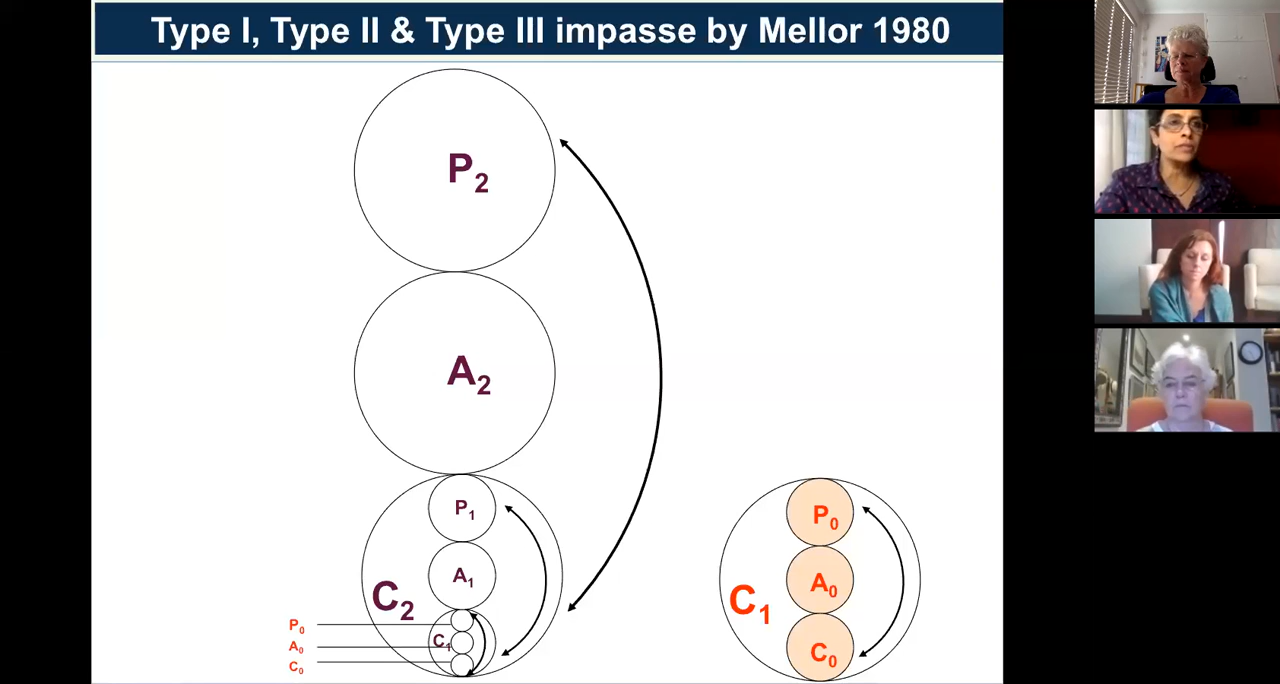 Type I, Type II & Type III impasse by Mellor 1980
P2
A2
P1
A1
C2
C1
P0
A0
C0
P0
A0
C1
C0